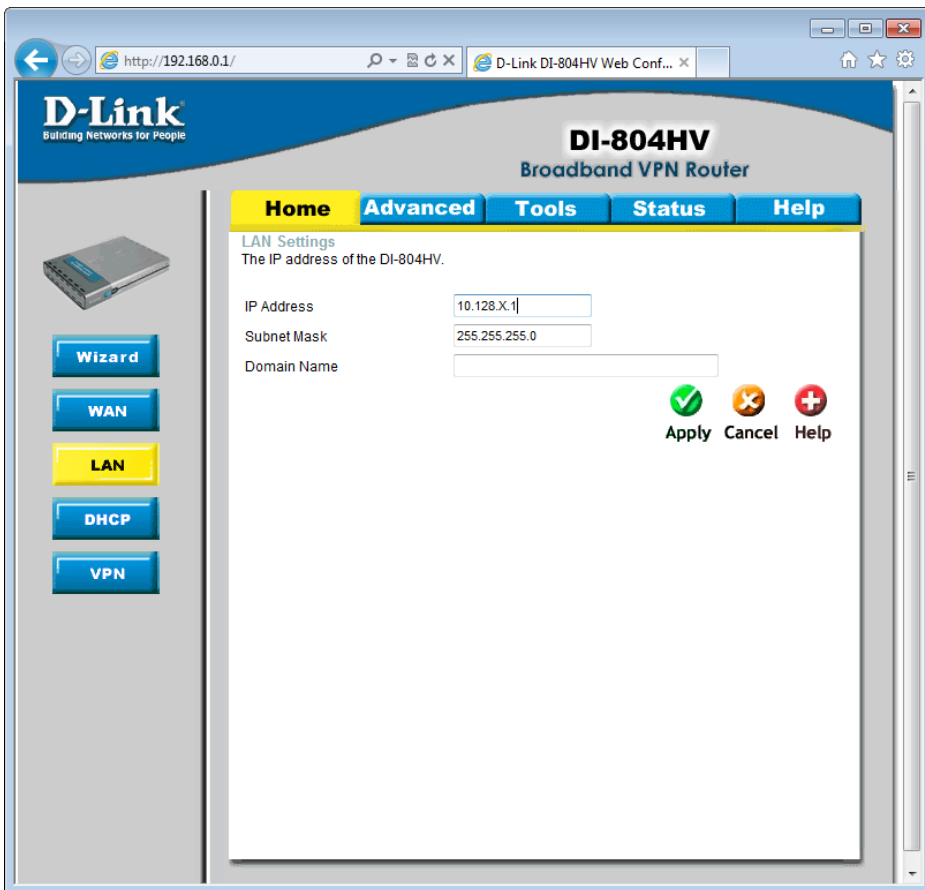 http://192.168.0.1/
D-Link DI-804HV Web Conf...
D-Link
Building Networks for People
DI-804HV
Broadband VPN Router
Home Advanced Tools Status Help
LAN Settings
The IP address of the DI-804HV.
IP Address 10.128.X.1
Subnet Mask 255.255.255.0
Domain Name
Apply Cancel Help
Wizard
WAN
LAN
DHCP
VPN